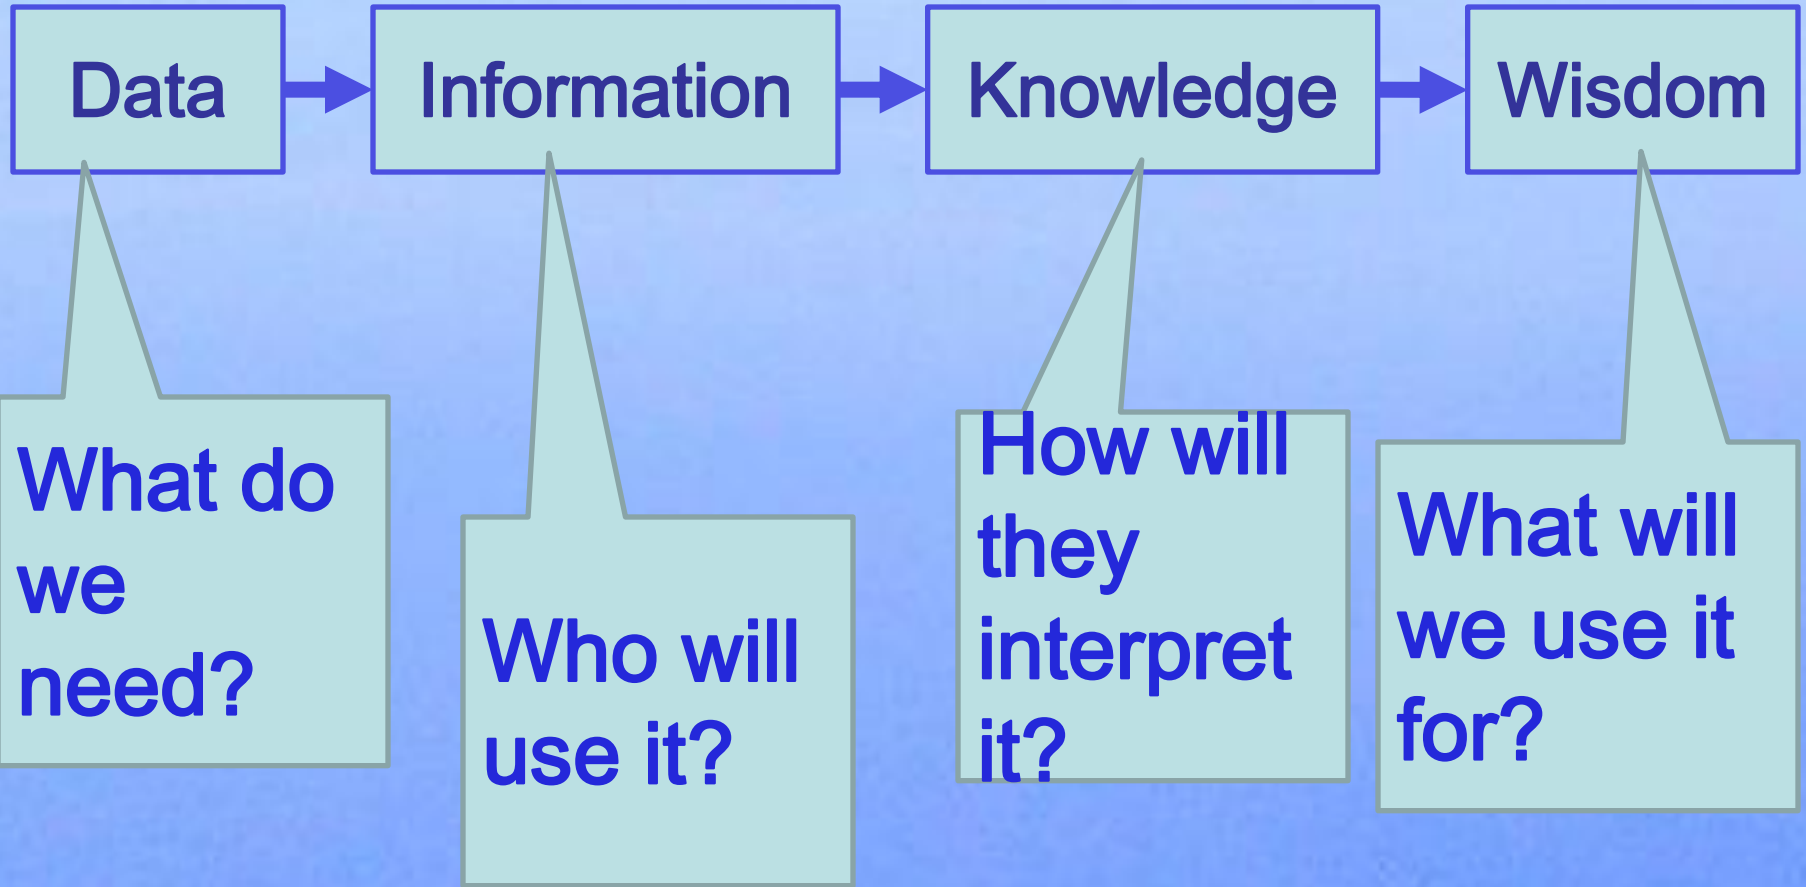 Data
Information
Knowledge
Wisdom
What do
we
need?
Who will
use it?
How will
they
interpret
it?
What will
we use it
for?